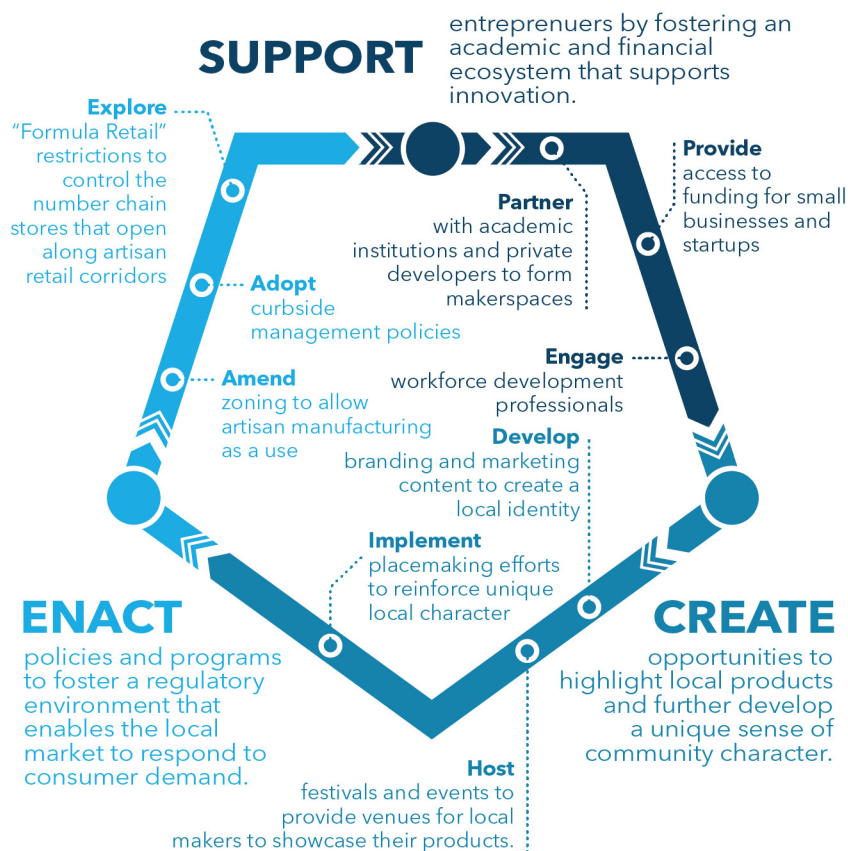 SUPPORT
entreprenuers by fostering an
academic and financial
ecosystem that supports
innovation.
Explore
“Formula Retail”
restrictions to
control the
number chain
stores that open
along artisan
retail corridors
Adopt
curbside
management policies
Amend
zoning to allow
artisan manufacturing
as a use
Partner
with academic
institutions and private
developers to form
makerspaces
Provide
access to
funding for small
businesses and
startups
Engage
workforce development
professionals
Develop
branding and marketing
content to create a
local identity
Implement
placemaking efforts
to reinforce unique
local character
Host
festivals and events to
provide venues for local
makers to showcase their products.
ENACT
policies and programs
to foster a regulatory
environment that
enables the local
market to respond to
consumer demand.
CREATE
opportunities to
highlight local products
and further develop
a unique sense of
community character.